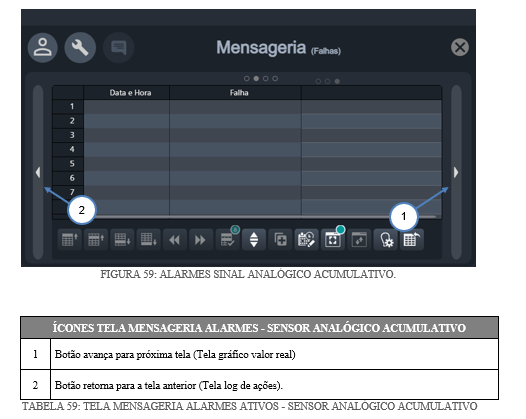 Mensageria (Falhas)
Data e Hora Falha
1
2
3
4
5
6
7
2
1
FIGURA 59: ALARMES SINAL ANALÓGICO ACUMULATIVO.
ÍCONES TELA MENSAGERIA ALARMES - SENSOR ANALÓGICO ACUMULATIVO
1 Botão avança para próxima tela (Tela gráfico valor real)
2 Botão retorna para a tela anterior (Tela log de ações).
TABELA 59: TELA MENSAGERIA ALARMES ATIVOS - SENSOR ANALÓGICO ACUMULATIVO